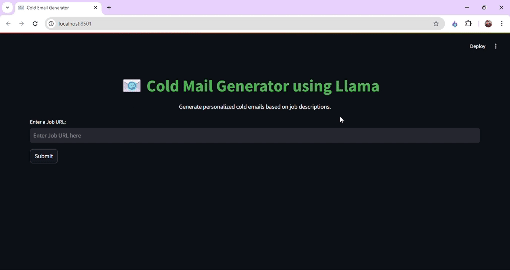 Cold Email Generator
localhost:8501
Deploy
Cold Mail Generator using Llama
Generate personalized cold emails based on job descriptions.
Enter a Job URL:
Enter Job URL here
Submit